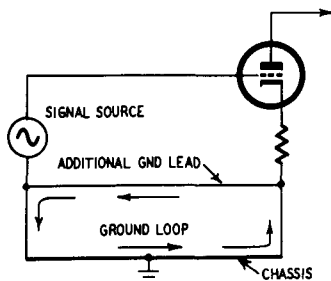 SIGNAL SOURCE
ADDITIONAL GND LEAD
GROUND LOOP
CHASSIS